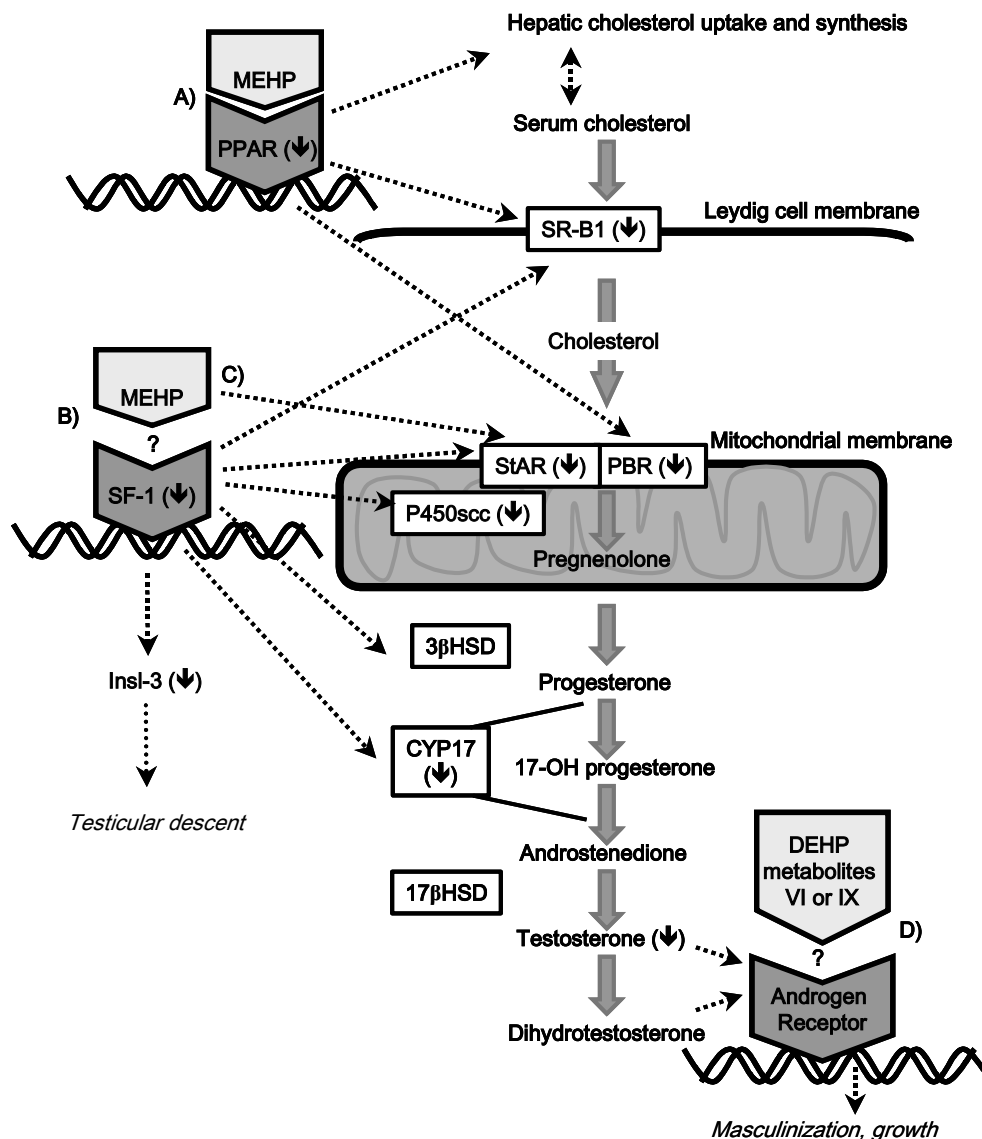 Hepatic cholesterol uptake and synthesis
MEHP
A)
PPAR (↓)
Serum cholesterol
Leydig cell membrane
SR-B1 (↓)
Cholesterol
MEHP
C)
B)
?
SF-1 (↓)
Mitochondrial membrane
StAR (↓)
PBR (↓)
P450scc (↓)
Pregnenolone
3βHSD
Insl-3 (↓)
Progesterone
CYP17
(↓)
17-OH progesterone
Testicular descent
Androstenedione
17βHSD
DEHP
metabolites
VI or IX
D)
Testosterone (↓)
?
Androgen
Receptor
Dihydrotestosterone
Masculinization, growth